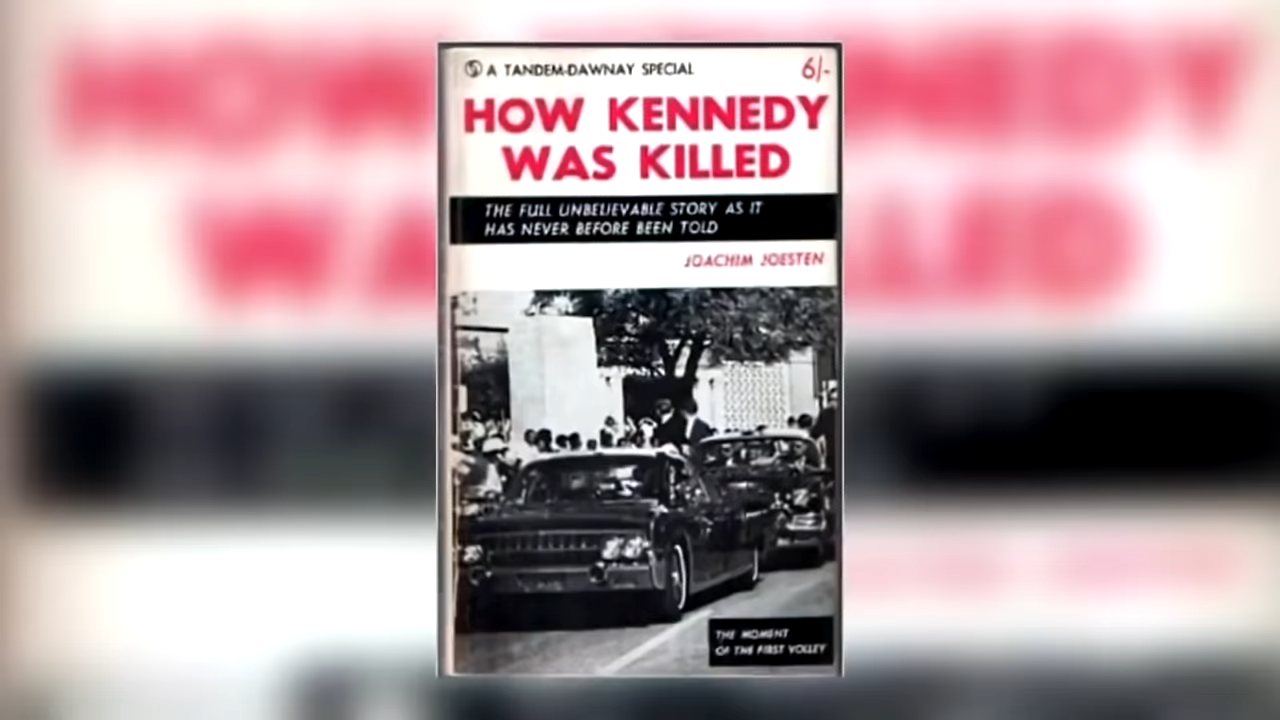 A TANDEM-DAWNAY SPECIAL 6/-
HOW KENNEDY
WAS KILLED
THE FULL UNBELIEVABLE STORY AS IT
HAS NEVER BEFORE BEEN TOLD
JOACHIM JOESTEN
THE MOMENT
OF THE FIRST VOLLEY